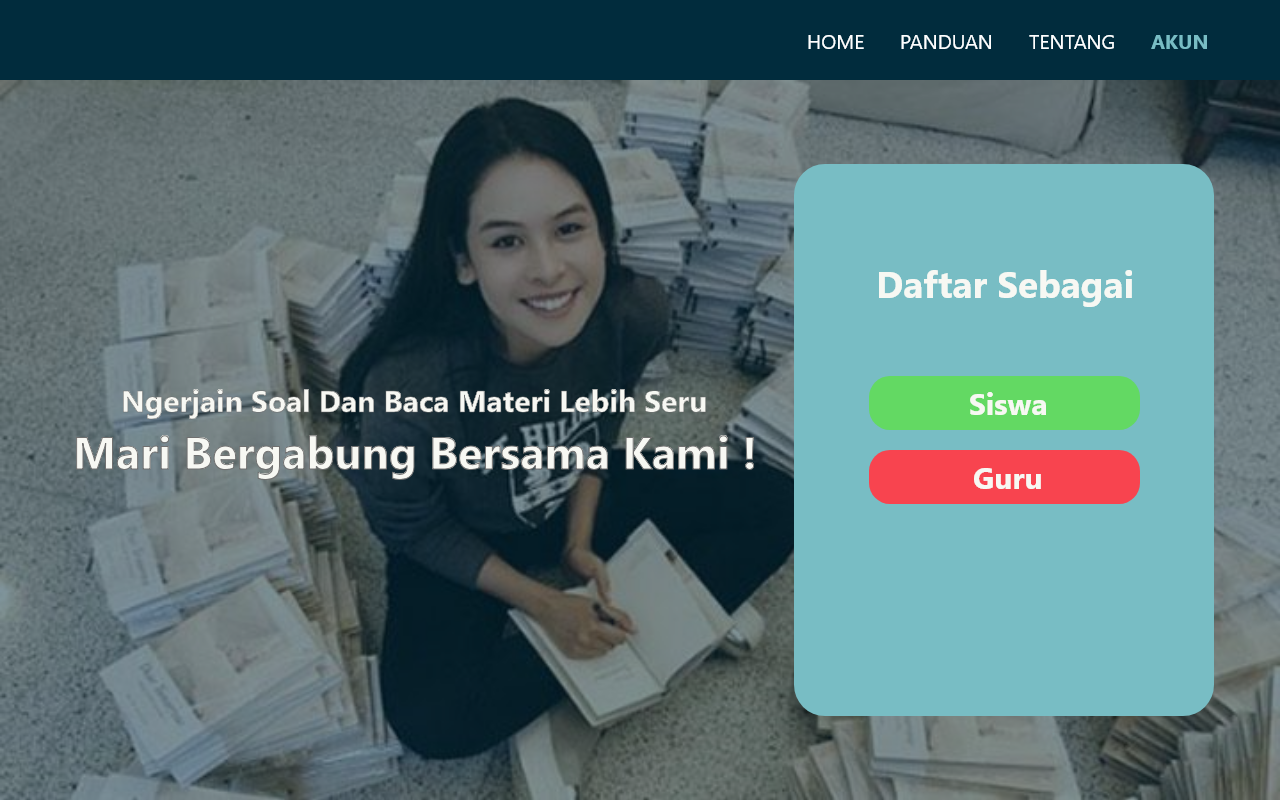 HOME PANDUAN TENTANG AKUN
Daftar Sebagai
Ngerjain Soal Dan Baca Materi Lebih Seru
Mari Bergabung Bersama Kami !
Siswa
Guru